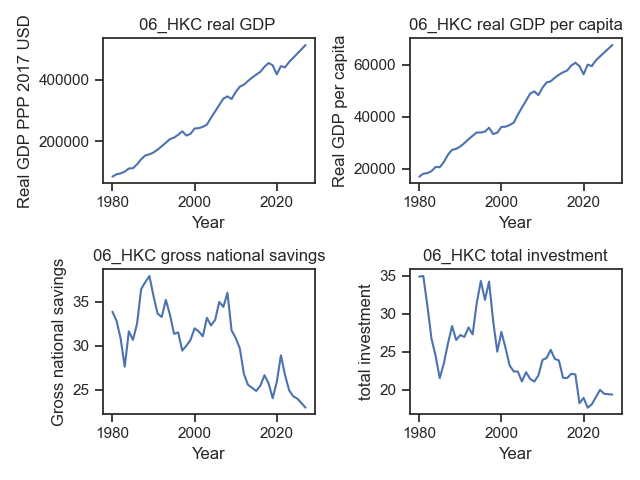 06_HKC real GDP
Real GDP PPP 2017 USD
400000
200000
1980
2000
2020
Year
06_HKC real GDP per capita
Real GDP per capita
60000
40000
20000
1980
2000
2020
Year
06_HKC gross national savings
Gross national savings
35
30
25
1980
2000
2020
Year
06_HKC total investment
total investment
35
30
25
20
1980
2000
2020
Year